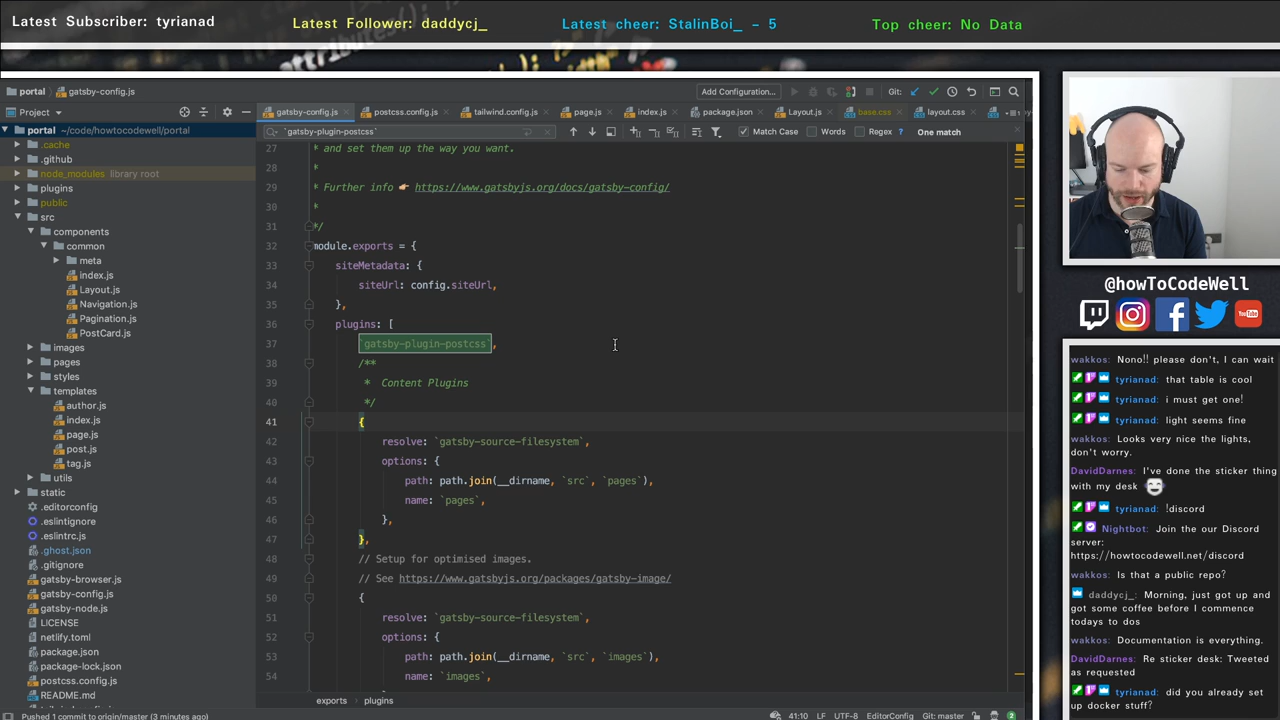 Latest Subscriber: tyrianad
Latest Follower: daddycj_
Latest cheer: StalinBoi_ - 5
Top cheer: No Data
portal
gatsby-config.js
Add Configuration...
Git:
Project
gatsby-config.js
postcss.config.js
tailwind.config.js
page.js
index.js
package.json
Layout.js
base.css
layout.css
portal ~/code/howtocodewell/portal
.cache
.github
node_modules library root
plugins
public
src
components
common
meta
index.js
Layout.js
Navigation.js
Pagination.js
PostCard.js
images
pages
styles
templates
author.js
index.js
page.js
post.js
tag.js
utils
static
.editorconfig
.eslintignore
.eslintrc.js
.ghost.json
.gitignore
gatsby-browser.js
gatsby-config.js
gatsby-node.js
LICENSE
netlify.toml
package.json
package-lock.json
postcss.config.js
README.md
`gatsby-plugin-postcss`
Match Case
Words
Regex
?
One match
27 * and set them up the way you want.
28 *
29 * Further info 👉 https://www.gatsbyjs.org/docs/gatsby-config/
30 *
31 */
32 module.exports = {
33 siteMetadata: {
34 siteUrl: config.siteUrl,
35 },
36 plugins: [
37 `gatsby-plugin-postcss`,
38 /**
39 * Content Plugins
40 */
41 {
42 resolve: `gatsby-source-filesystem`,
43 options: {
44 path: path.join(__dirname, `src`, `pages`),
45 name: `pages`,
46 },
47 },
48 // Setup for optimised images.
49 // See https://www.gatsbyjs.org/packages/gatsby-image/
50 {
51 resolve: `gatsby-source-filesystem`,
52 options: {
53 path: path.join(__dirname, `src`, `images`),
54 name: `images`,
exports
plugins
Pushed 1 commit to origin/master (3 minutes ago)
41:10 LF UTF-8 EditorConfig Git: master
2
@howToCodeWell
wakkos: Nono!! please don't, I can wait
tyrianad: that table is cool
tyrianad: i must get one!
tyrianad: light seems fine
wakkos: Looks very nice the lights,
don't worry.
DavidDarnes: I've done the sticker thing
with my desk
tyrianad: !discord
Nightbot: Join the our Discord
server:
https://howtocodewell.net/discord
wakkos: Is that a public repo?
daddycj_: Morning, just got up and
got some coffee before I commence
todays to dos
wakkos: Documentation is everything.
DavidDarnes: Re sticker desk: Tweeted
as requested
tyrianad: did you already set
up docker stuff?